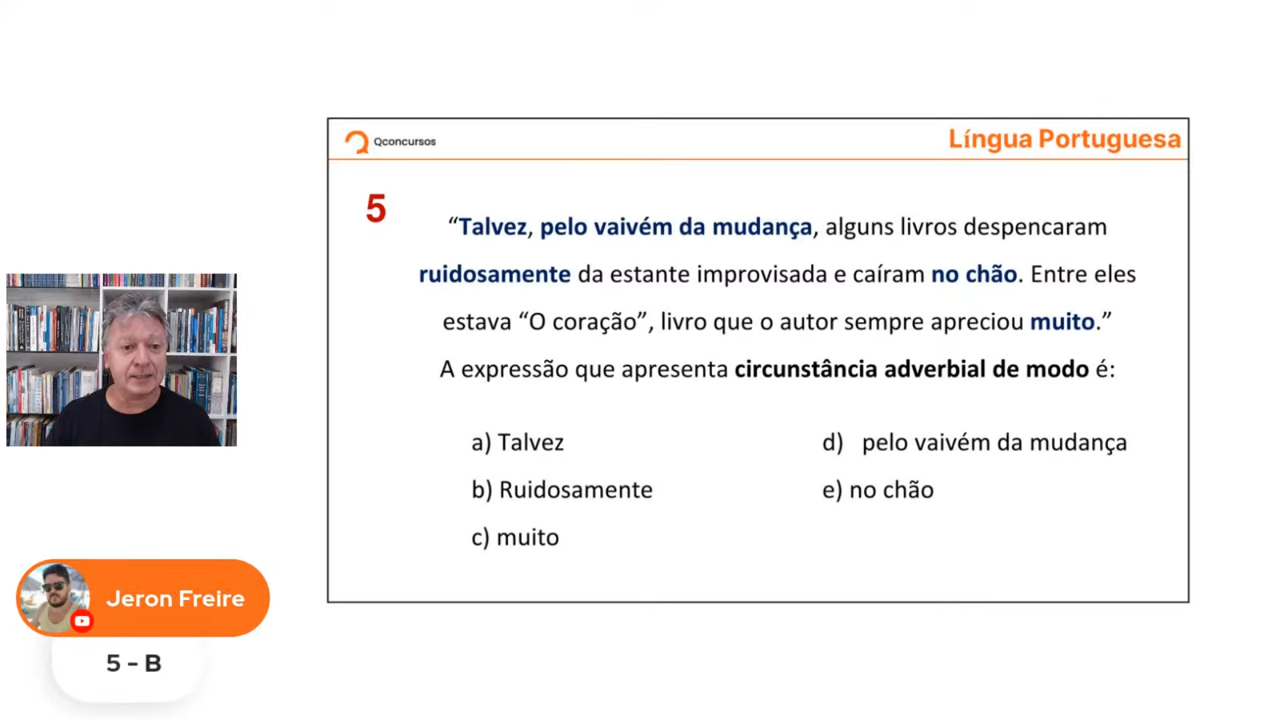 Qconcursos
Língua Portuguesa
5
“Talvez, pelo vaivém da mudança, alguns livros despencaram
ruidosamente da estante improvisada e caíram no chão. Entre eles
estava “O coração”, livro que o autor sempre apreciou muito.”
A expressão que apresenta circunstância adverbial de modo é:
a) Talvez
b) Ruidosamente
c) muito
d) pelo vaivém da mudança
e) no chão
Jeron Freire
5 - B